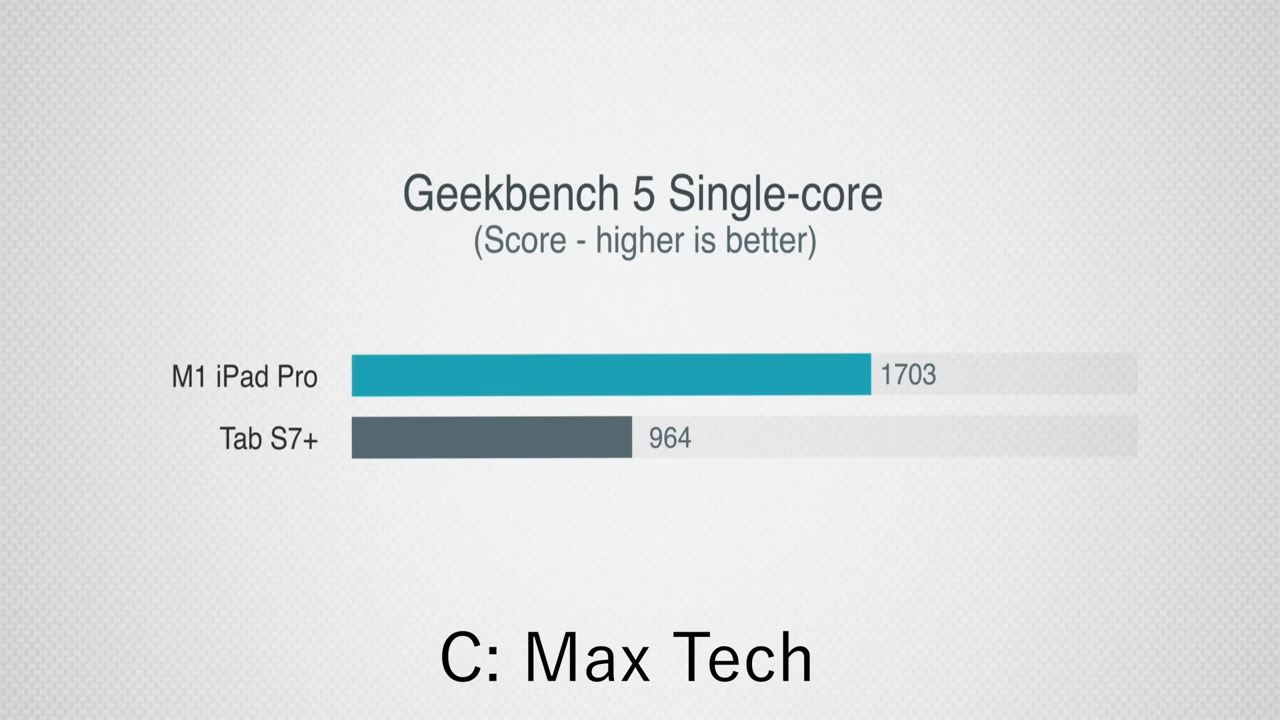 Geekbench 5 Single-core
(Score - higher is better)
M1 iPad Pro 1703
Tab S7+ 964
C: Max Tech